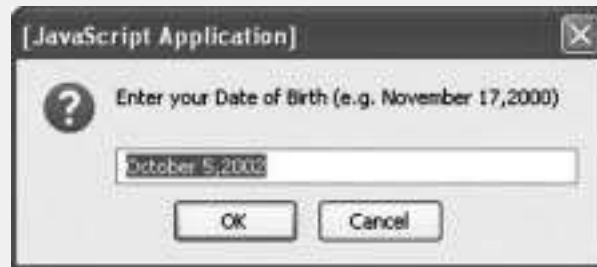 [JavaScript Application]
Enter your Date of Birth (e.g. November 17,2000)
October 5,2002
OK Cancel